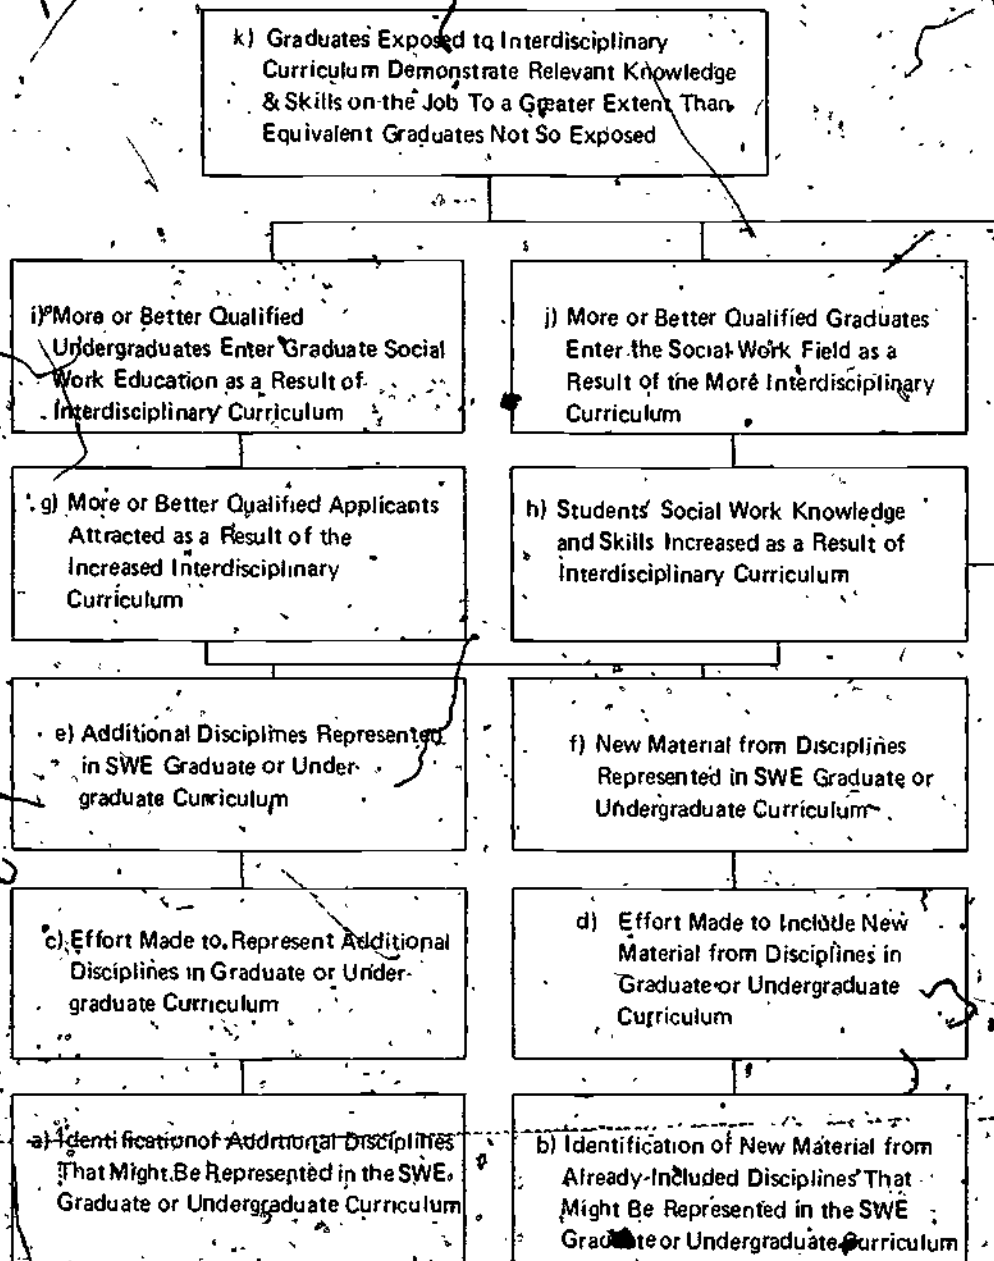 k) Graduates Exposed to Interdisciplinary
Curriculum Demonstrate Relevant Knowledge
& Skills on the Job To a Greater Extent Than
Equivalent Graduates Not So Exposed
i) More or Better Qualified
Undergraduates Enter Graduate Social
Work Education as a Result of
Interdisciplinary Curriculum
j) More or Better Qualified Graduates
Enter the Social Work Field as a
Result of the More Interdisciplinary
Curriculum
g) More or Better Qualified Applicants
Attracted as a Result of the
Increased Interdisciplinary
Curriculum
h) Students' Social Work Knowledge
and Skills Increased as a Result of
Interdisciplinary Curriculum
e) Additional Disciplines Represented
in SWE Graduate or Under-
graduate Curriculum
f) New Material from Disciplines
Represented in SWE Graduate or
Undergraduate Curriculum
c) Effort Made to Represent Additional
Disciplines in Graduate or Under-
graduate Curriculum
d) Effort Made to Include New
Material from Disciplines in
Graduate or Undergraduate
Curriculum
a) Identification of Additional Disciplines
That Might Be Represented in the SWE
Graduate or Undergraduate Curriculum
b) Identification of New Material from
Already-Included Disciplines That
Might Be Represented in the SWE
Graduate or Undergraduate Curriculum